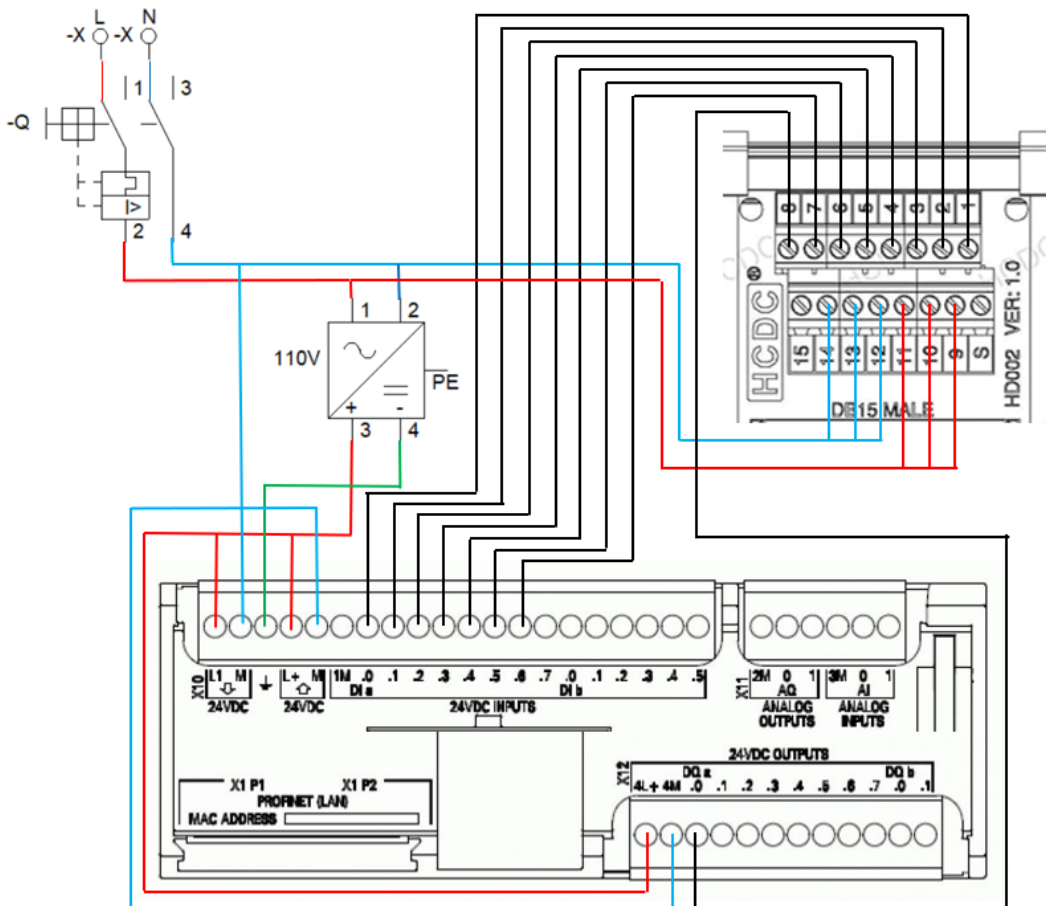 L N
-X -X
1 3
-Q
I>
2 4
1 2
110V
PE
+ -
3 4
8 7 6 5 4 3 2 1
HCDC
15 14 13 12 11 10 9 S
DB15 MALE
HD002 VER: 1.0
HCDC
X10
L1 M L+ M 1M .0 .1 .2 .3 .4 .5 .6 .7 .0 .1 .2 .3 .4 .5
DI a DI b
24VDC 24VDC 24VDC INPUTS
X11
2M 0 1 3M 0 1
AQ AI
ANALOG OUTPUTS ANALOG INPUTS
24VDC OUTPUTS
X12
DQ a DQ b
4L+ 4M .0 .1 .2 .3 .4 .5 .6 .7 .0 .1
X1 P1 X1 P2
PROFINET (LAN)
MAC ADDRESS